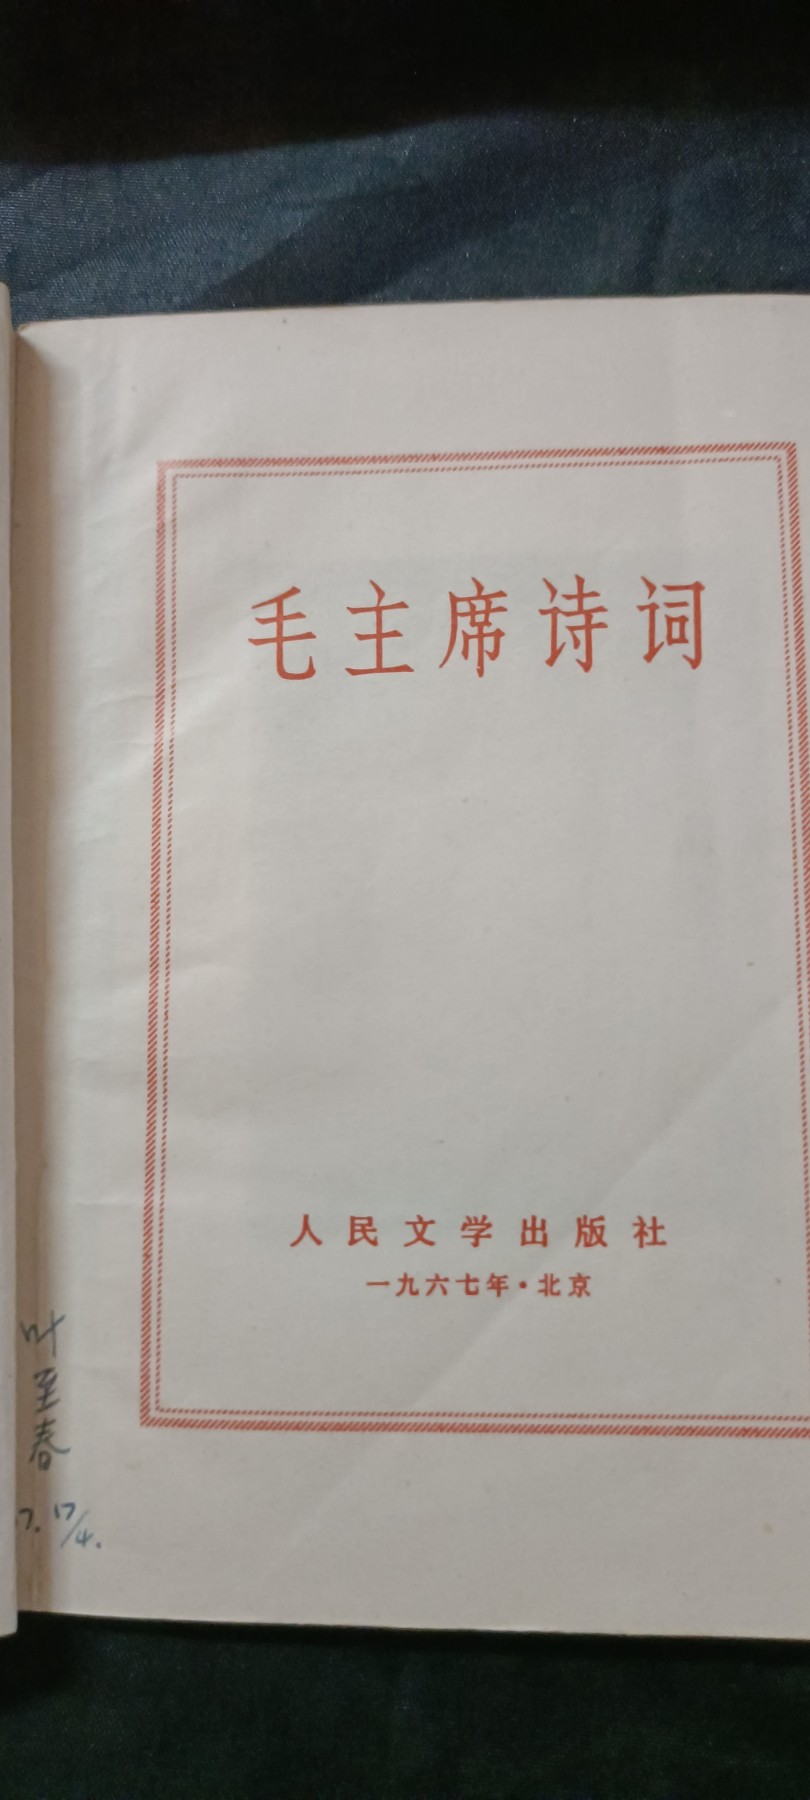 毛主席诗词
人民文学出版社
一九六七年·北京
叶至春
7. 17/4.